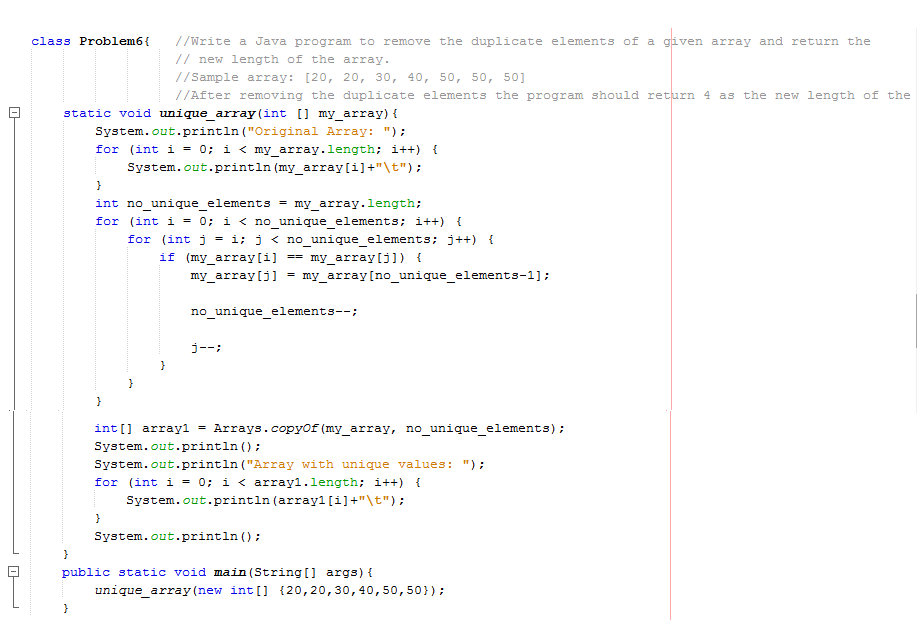 class Problem6{   //Write a Java program to remove the duplicate elements of a given array and return the
                  // new length of the array.
                  //Sample array: [20, 20, 30, 40, 50, 50, 50]
                  //After removing the duplicate elements the program should return 4 as the new length of the
    static void unique_array(int [] my_array){
        System.out.println("Original Array: ");
        for (int i = 0; i < my_array.length; i++) {
            System.out.println(my_array[i]+"\t");
        }
        int no_unique_elements = my_array.length;
        for (int i = 0; i < no_unique_elements; i++) {
            for (int j = i; j < no_unique_elements; j++) {
                if (my_array[i] == my_array[j]) {
                    my_array[j] = my_array[no_unique_elements-1];
                    no_unique_elements--;
                    j--;
                }
            }
        }
        int[] array1 = Arrays.copyOf(my_array, no_unique_elements);
        System.out.println();
        System.out.println("Array with unique values: ");
        for (int i = 0; i < array1.length; i++) {
            System.out.println(array1[i]+"\t");
        }
        System.out.println();
    }
    public static void main(String[] args){
        unique_array(new int[] {20,20,30,40,50,50});
    }